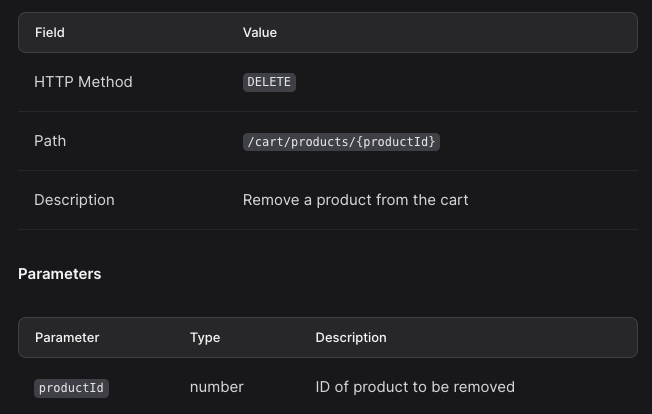 Field Value
HTTP Method DELETE
Path /cart/products/{productId}
Description Remove a product from the cart
Parameters
Parameter Type Description
productId number ID of product to be removed